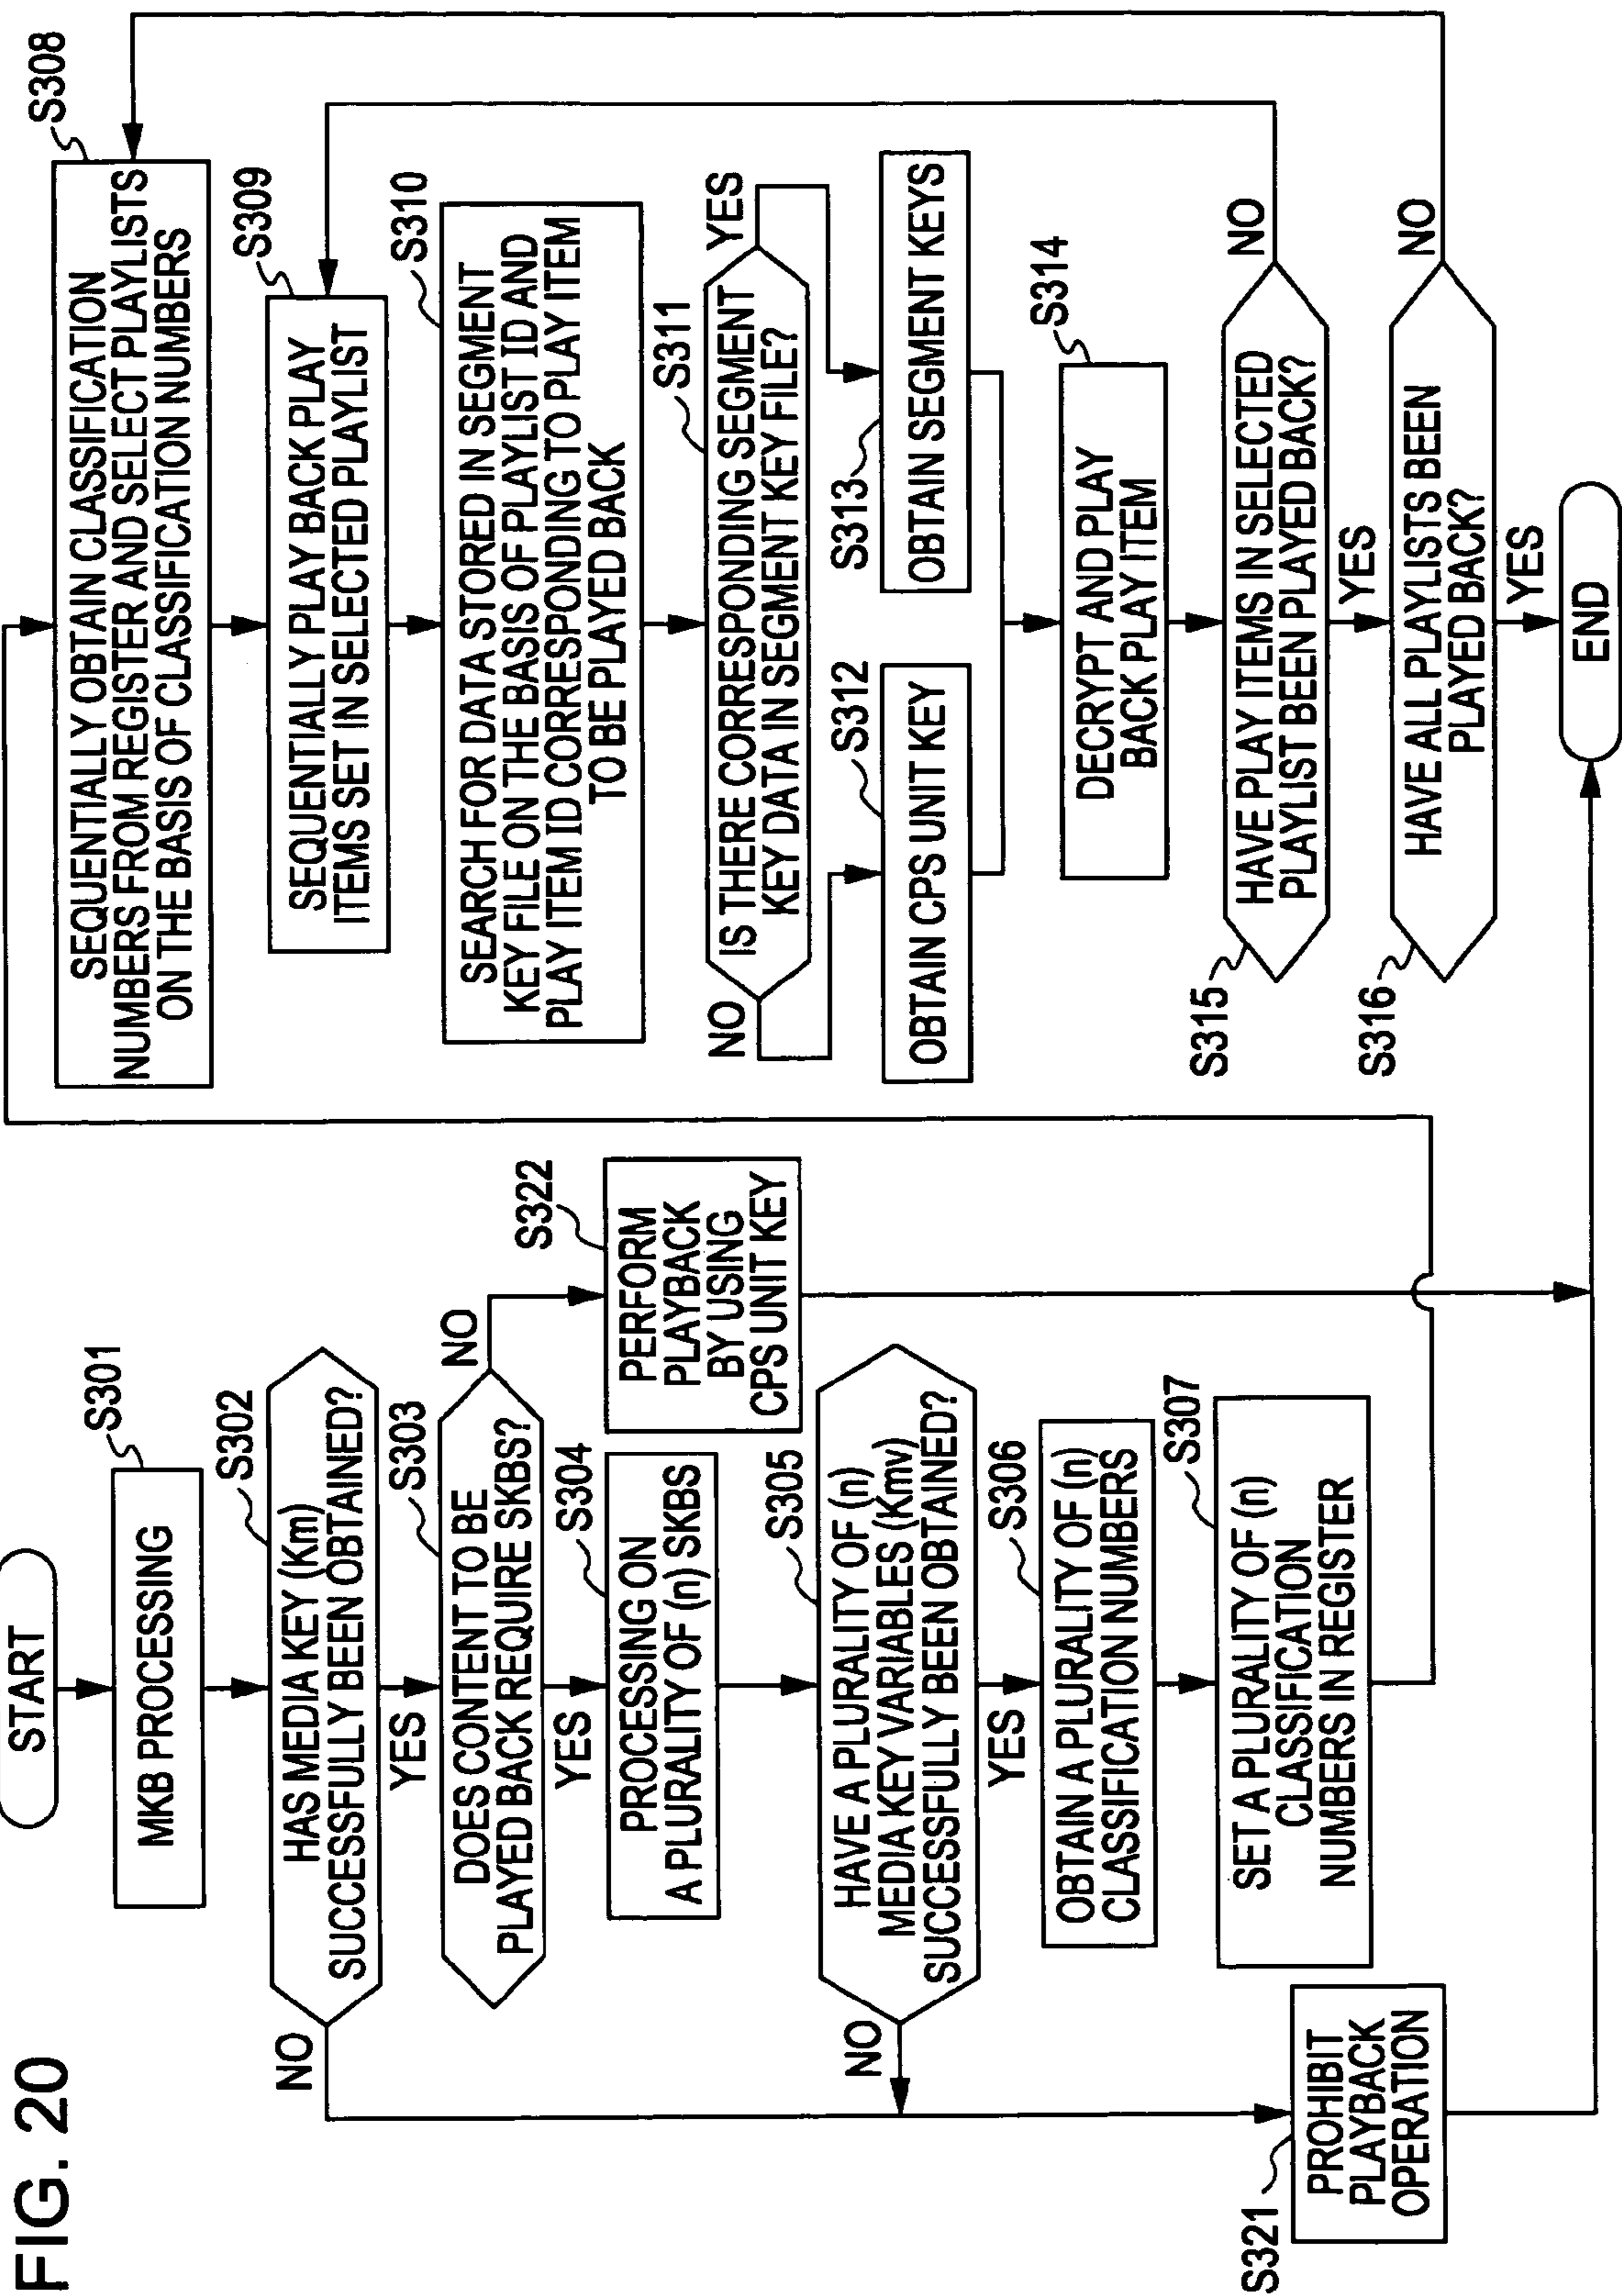 FIG. 20
START
S301
MKB PROCESSING
S302
HAS MEDIA KEY (Km)
SUCCESSFULLY BEEN OBTAINED?
NO
YES
S303
DOES CONTENT TO BE
PLAYED BACK REQUIRE SKBS?
NO
YES
S322
PERFORM
PLAYBACK
BY USING
CPS UNIT KEY
S304
PROCESSING ON
A PLURALITY OF (n) SKBS
S305
HAVE A PLURALITY OF (n)
MEDIA KEY VARIABLES (Kmv)
SUCCESSFULLY BEEN OBTAINED?
NO
YES
S306
OBTAIN A PLURALITY OF (n)
CLASSIFICATION NUMBERS
S307
SET A PLURALITY OF (n)
CLASSIFICATION
NUMBERS IN REGISTER
S321
PROHIBIT
PLAYBACK
OPERATION
S308
SEQUENTIALLY OBTAIN CLASSIFICATION
NUMBERS FROM REGISTER AND SELECT PLAYLISTS
ON THE BASIS OF CLASSIFICATION NUMBERS
S309
SEQUENTIALLY PLAY BACK PLAY
ITEMS SET IN SELECTED PLAYLIST
S310
SEARCH FOR DATA STORED IN SEGMENT
KEY FILE ON THE BASIS OF PLAYLIST ID AND
PLAY ITEM ID CORRESPONDING TO PLAY ITEM
TO BE PLAYED BACK
S311
IS THERE CORRESPONDING SEGMENT
KEY DATA IN SEGMENT KEY FILE?
NO
YES
S312
OBTAIN CPS UNIT KEY
S313
OBTAIN SEGMENT KEYS
S314
DECRYPT AND PLAY
BACK PLAY ITEM
S315
HAVE PLAY ITEMS IN SELECTED
PLAYLIST BEEN PLAYED BACK?
NO
YES
S316
HAVE ALL PLAYLISTS BEEN
PLAYED BACK?
NO
YES
END